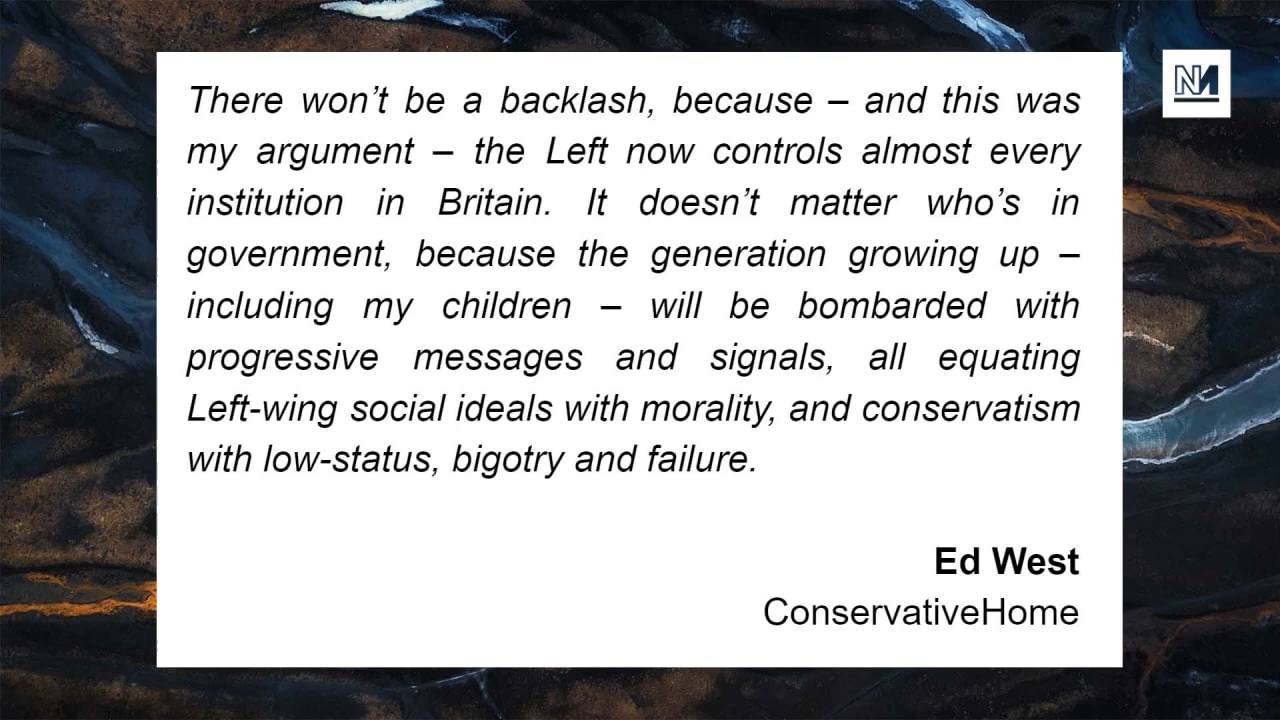 There won’t be a backlash, because – and this was
my argument – the Left now controls almost every
institution in Britain. It doesn’t matter who’s in
government, because the generation growing up –
including my children – will be bombarded with
progressive messages and signals, all equating
Left-wing social ideals with morality, and conservatism
with low-status, bigotry and failure.
Ed West
ConservativeHome
NM